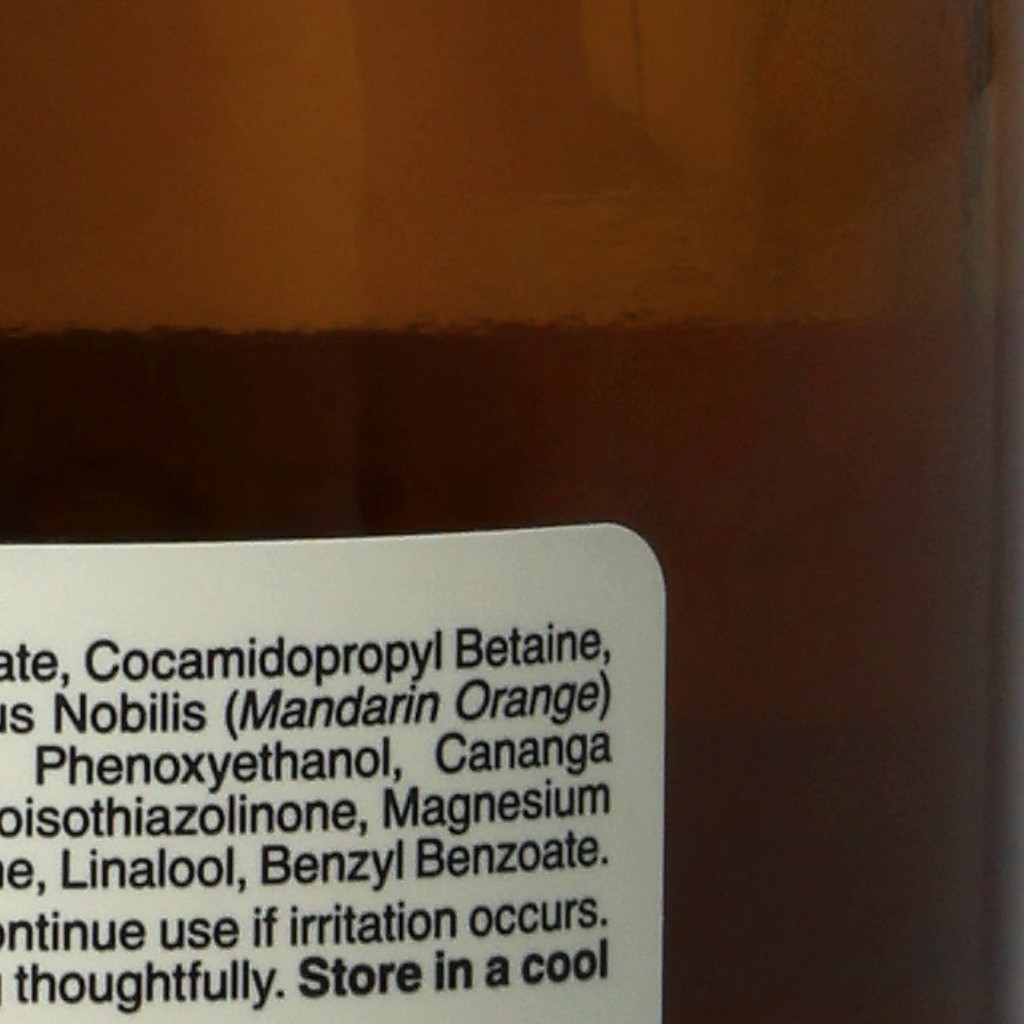 ate, Cocamidopropyl Betaine,
us Nobilis (Mandarin Orange)
Phenoxyethanol, Cananga
oisothiazolinone, Magnesium
ne, Linalool, Benzyl Benzoate.
ontinue use if irritation occurs.
g thoughtfully. Store in a cool